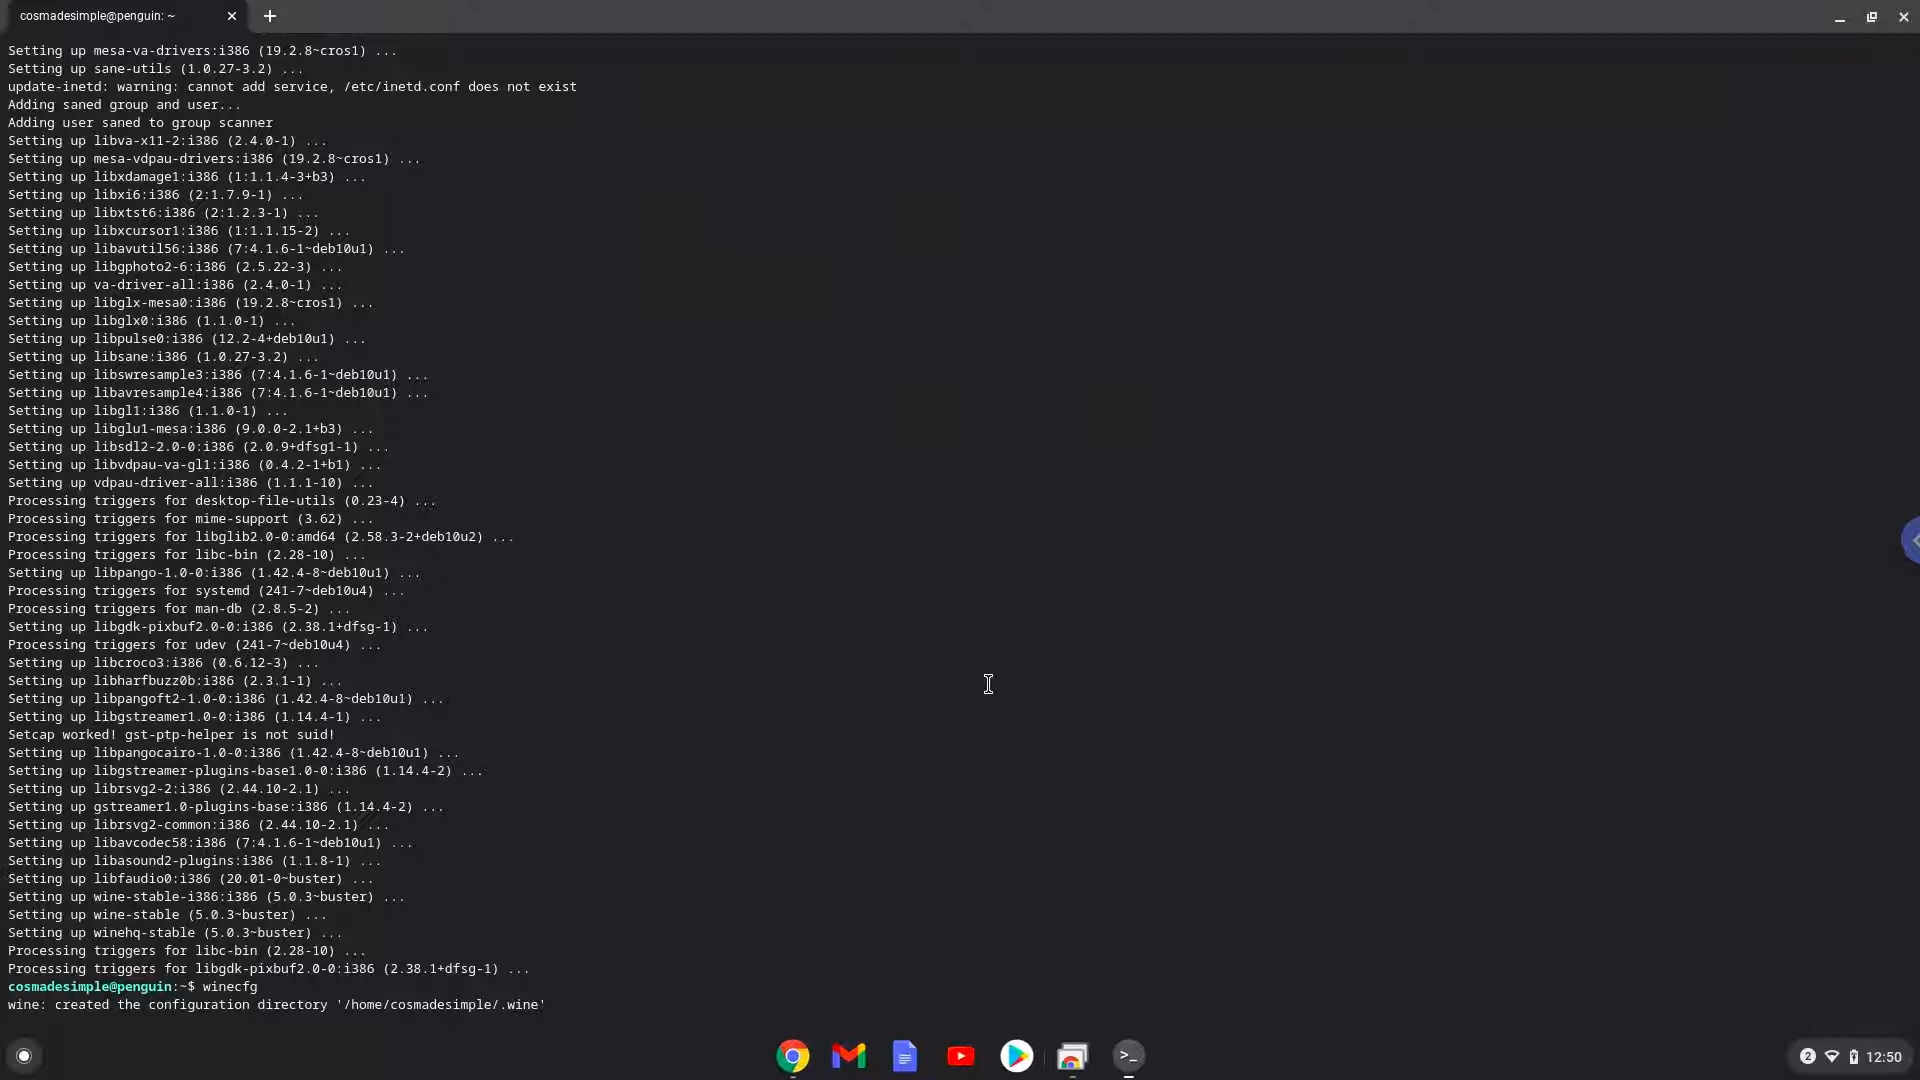 cosmadesimple@penguin: ~
Setting up mesa-va-drivers:i386 (19.2.8~cros1) ...
Setting up sane-utils (1.0.27-3.2) ...
update-inetd: warning: cannot add service, /etc/inetd.conf does not exist
Adding saned group and user...
Adding user saned to group scanner
Setting up libva-x11-2:i386 (2.4.0-1) ...
Setting up mesa-vdpau-drivers:i386 (19.2.8~cros1) ...
Setting up libxdamage1:i386 (1:1.1.4-3+b3) ...
Setting up libxi6:i386 (2:1.7.9-1) ...
Setting up libxtst6:i386 (2:1.2.3-1) ...
Setting up libxcursor1:i386 (1:1.1.15-2) ...
Setting up libavutil56:i386 (7:4.1.6-1~deb10u1) ...
Setting up libgphoto2-6:i386 (2.5.22-3) ...
Setting up va-driver-all:i386 (2.4.0-1) ...
Setting up libglx-mesa0:i386 (19.2.8~cros1) ...
Setting up libglx0:i386 (1.1.0-1) ...
Setting up libpulse0:i386 (12.2-4+deb10u1) ...
Setting up libsane:i386 (1.0.27-3.2) ...
Setting up libswresample3:i386 (7:4.1.6-1~deb10u1) ...
Setting up libavresample4:i386 (7:4.1.6-1~deb10u1) ...
Setting up libgl1:i386 (1.1.0-1) ...
Setting up libglu1-mesa:i386 (9.0.0-2.1+b3) ...
Setting up libsdl2-2.0-0:i386 (2.0.9+dfsg1-1) ...
Setting up libvdpau-va-gl1:i386 (0.4.2-1+b1) ...
Setting up vdpau-driver-all:i386 (1.1.1-10) ...
Processing triggers for desktop-file-utils (0.23-4) ...
Processing triggers for mime-support (3.62) ...
Processing triggers for libglib2.0-0:amd64 (2.58.3-2+deb10u2) ...
Processing triggers for libc-bin (2.28-10) ...
Setting up libpango-1.0-0:i386 (1.42.4-8~deb10u1) ...
Processing triggers for systemd (241-7~deb10u4) ...
Processing triggers for man-db (2.8.5-2) ...
Setting up libgdk-pixbuf2.0-0:i386 (2.38.1+dfsg-1) ...
Processing triggers for udev (241-7~deb10u4) ...
Setting up libcroco3:i386 (0.6.12-3) ...
Setting up libharfbuzz0b:i386 (2.3.1-1) ...
Setting up libpangoft2-1.0-0:i386 (1.42.4-8~deb10u1) ...
Setting up libgstreamer1.0-0:i386 (1.14.4-1) ...
Setcap worked! gst-ptp-helper is not suid!
Setting up libpangocairo-1.0-0:i386 (1.42.4-8~deb10u1) ...
Setting up libgstreamer-plugins-base1.0-0:i386 (1.14.4-2) ...
Setting up librsvg2-2:i386 (2.44.10-2.1) ...
Setting up gstreamer1.0-plugins-base:i386 (1.14.4-2) ...
Setting up librsvg2-common:i386 (2.44.10-2.1) ...
Setting up libavcodec58:i386 (7:4.1.6-1~deb10u1) ...
Setting up libasound2-plugins:i386 (1.1.8-1) ...
Setting up libfaudio0:i386 (20.01-0~buster) ...
Setting up wine-stable-i386:i386 (5.0.3~buster) ...
Setting up wine-stable (5.0.3~buster) ...
Setting up winehq-stable (5.0.3~buster) ...
Processing triggers for libc-bin (2.28-10) ...
Processing triggers for libgdk-pixbuf2.0-0:i386 (2.38.1+dfsg-1) ...
cosmadesimple@penguin:~$ winecfg
wine: created the configuration directory '/home/cosmadesimple/.wine'
2 12:50